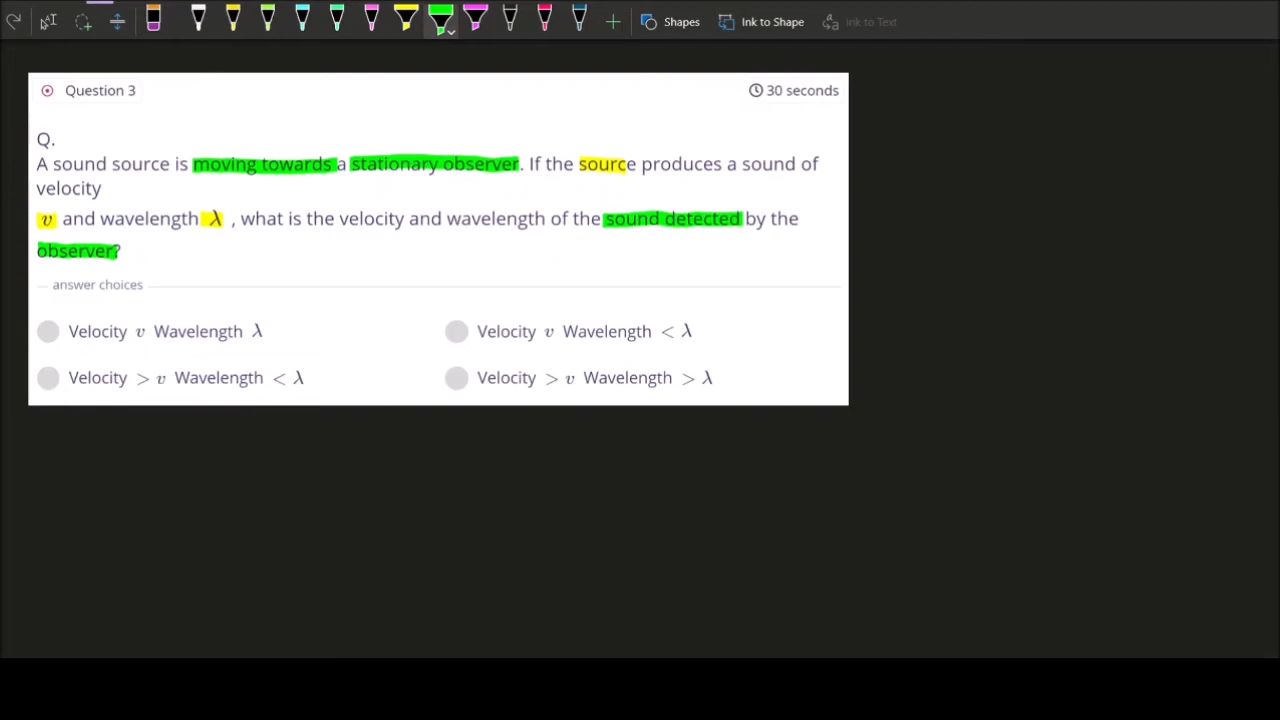 Shapes Ink to Shape Ink to Text
Question 3 30 seconds
Q.
A sound source is moving towards a stationary observer. If the source produces a sound of
velocity
v and wavelength λ , what is the velocity and wavelength of the sound detected by the
observer?
answer choices
Velocity v Wavelength λ Velocity v Wavelength < λ
Velocity > v Wavelength < λ Velocity > v Wavelength > λ